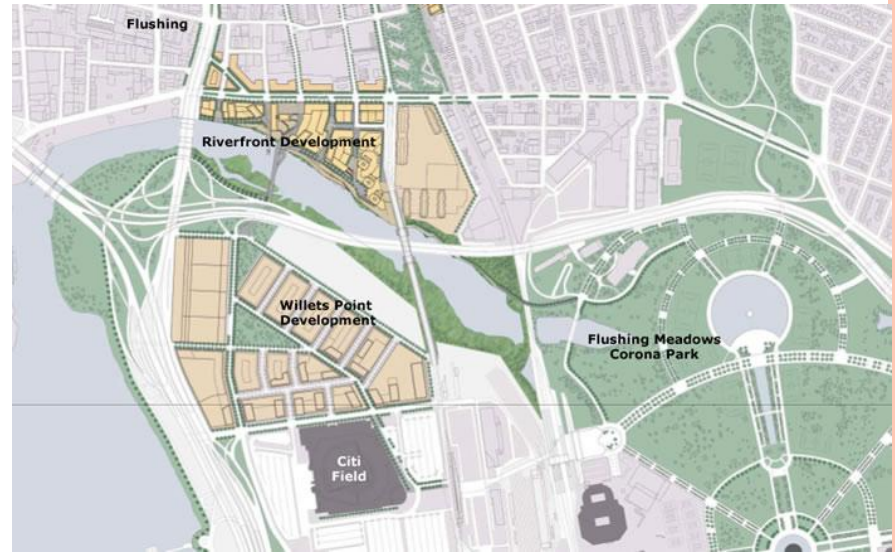 Flushing
Riverfront Development
Willets Point
Development
Flushing Meadows
Corona Park
Citi
Field